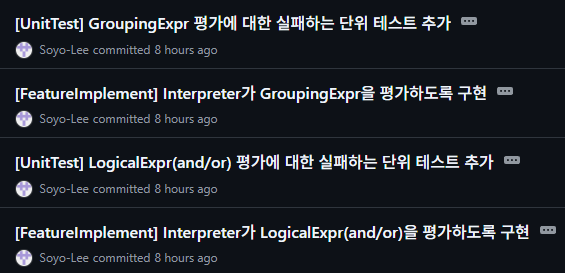 [UnitTest] GroupingExpr 평가에 대한 실패하는 단위 테스트 추가
Soyo-Lee committed 8 hours ago
[FeatureImplement] Interpreter가 GroupingExpr을 평가하도록 구현
Soyo-Lee committed 8 hours ago
[UnitTest] LogicalExpr(and/or) 평가에 대한 실패하는 단위 테스트 추가
Soyo-Lee committed 8 hours ago
[FeatureImplement] Interpreter가 LogicalExpr(and/or)을 평가하도록 구현
Soyo-Lee committed 8 hours ago